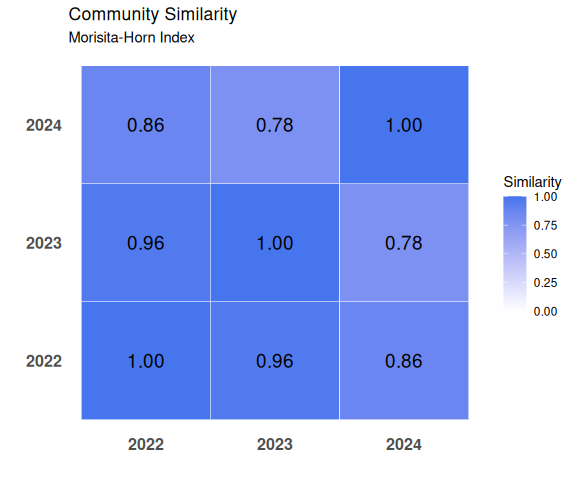 Community Similarity
Morisita-Horn Index
2024 0.86 0.78 1.00
2023 0.96 1.00 0.78
2022 1.00 0.96 0.86
2022 2023 2024
Similarity
1.00
0.75
0.50
0.25
0.00